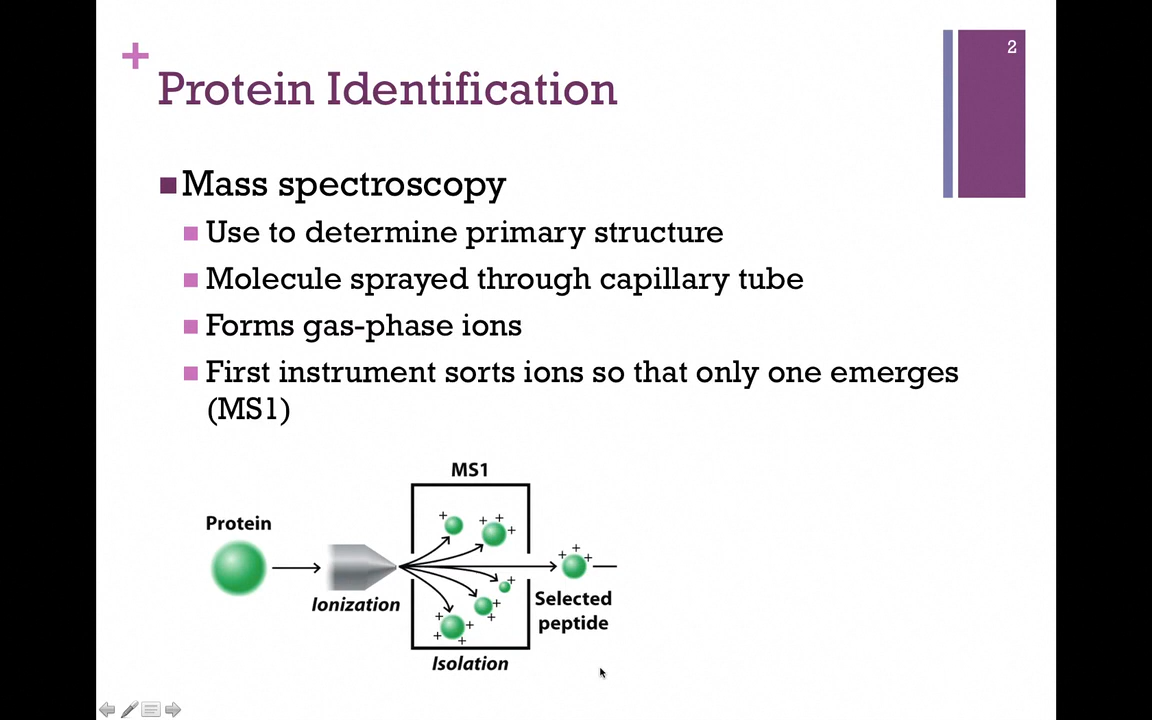 2
+
Protein Identification
Mass spectroscopy
Use to determine primary structure
Molecule sprayed through capillary tube
Forms gas-phase ions
First instrument sorts ions so that only one emerges
(MS1)
MS1
Protein
+ + + +
+ + +
+
Ionization
+ +
Selected
peptide
+ + + +
Isolation